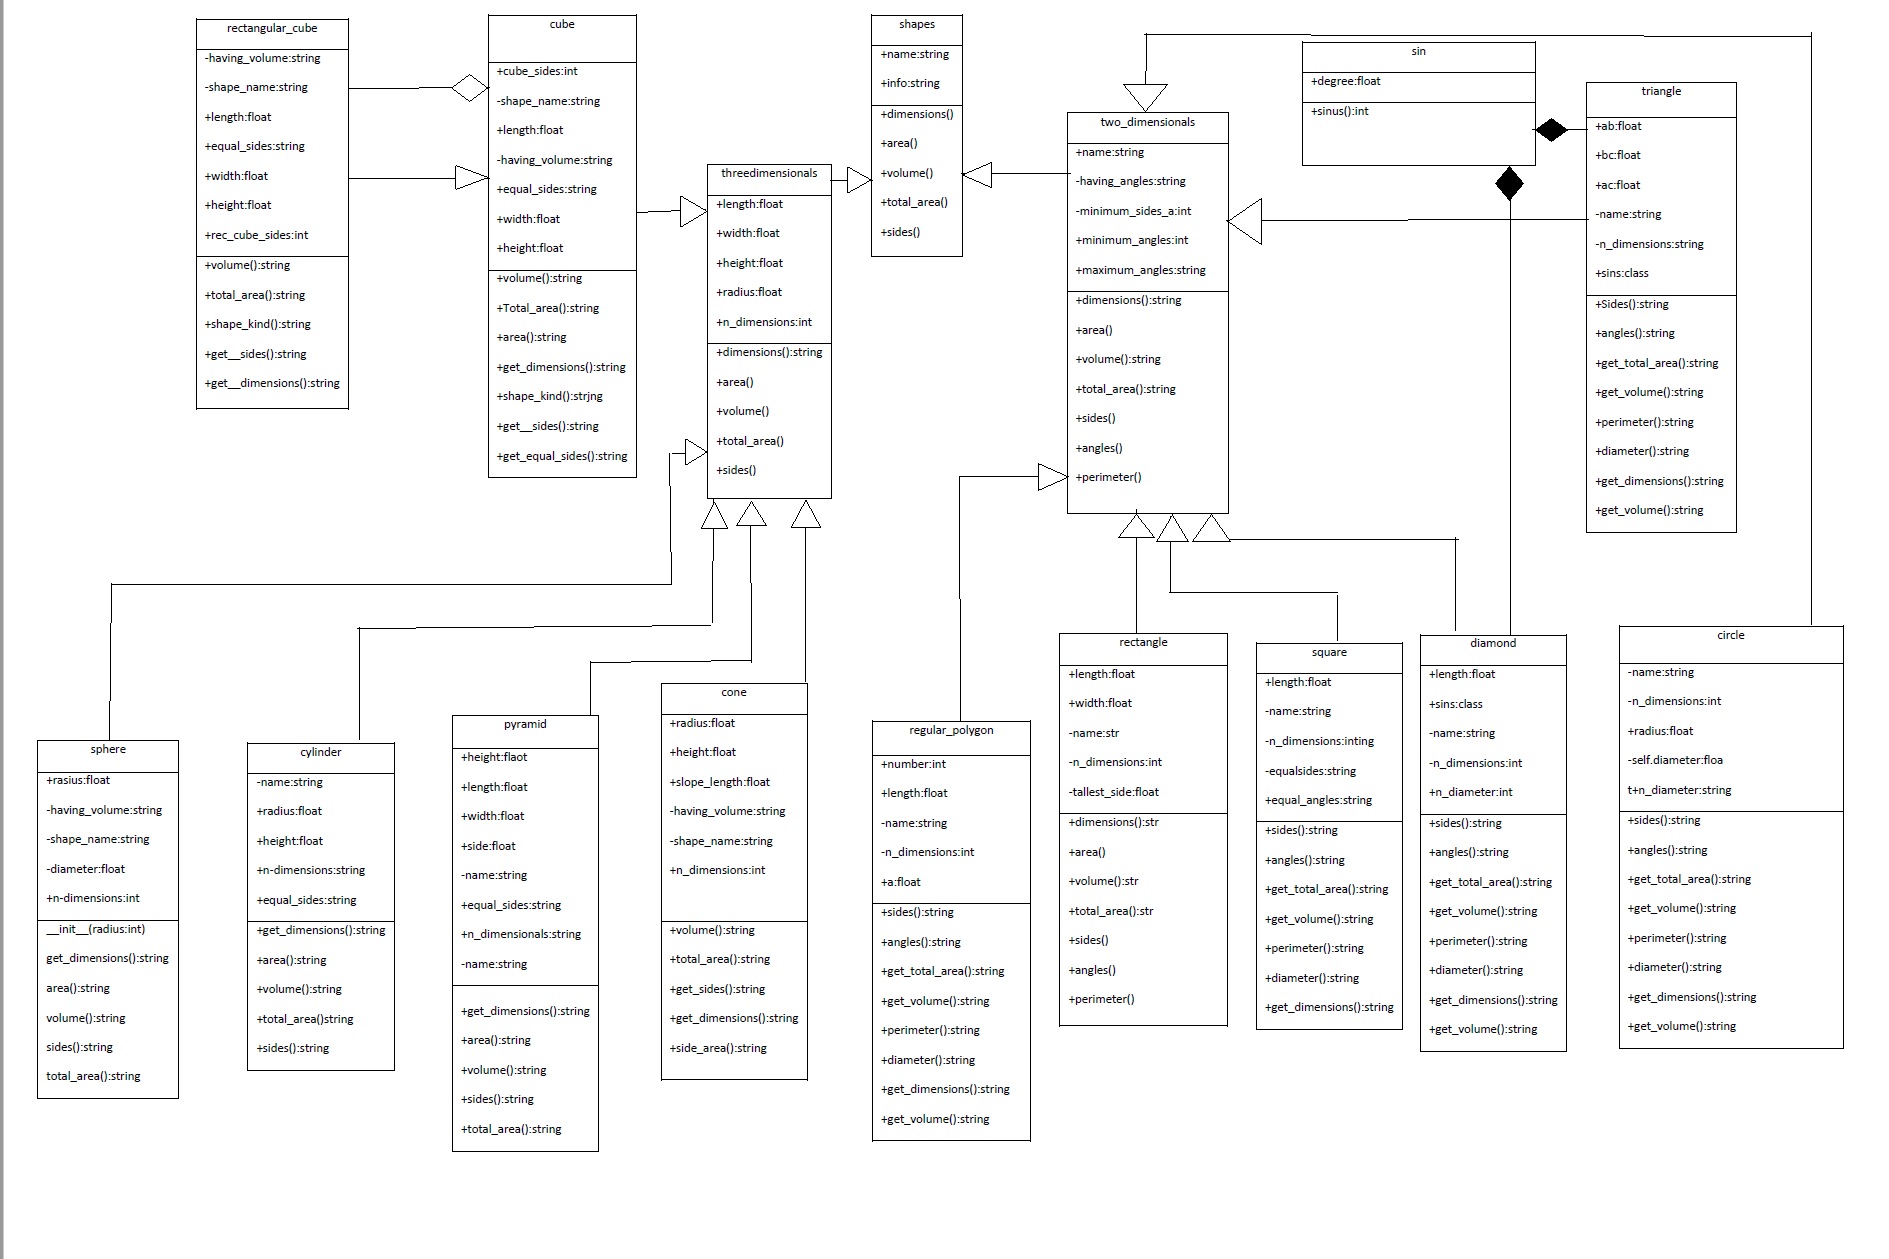 rectangular_cube
-having_volume:string
-shape_name:string
+length:float
+equal_sides:string
+width:float
+height:float
+rec_cube_sides:int
+volume():string
+total_area():string
+shape_kind():string
+get__sides():string
+get__dimensions():string
cube
+cube_sides:int
-shape_name:string
+length:float
-having_volume:string
+equal_sides:string
+width:float
+height:float
+volume():string
+Total_area():string
+area():string
+get_dimensions():string
+shape_kind():strjng
+get__sides():string
+get_equal_sides():string
threedimensionals
+length:float
+width:float
+height:float
+radius:float
+n_dimensions:int
+dimensions():string
+area()
+volume()
+total_area()
+sides()
shapes
+name:string
+info:string
+dimensions()
+area()
+volume()
+total_area()
+sides()
two_dimensionals
+name:string
-having_angles:string
-minimum_sides_a:int
+minimum_angles:int
+maximum_angles:string
+dimensions():string
+area()
+volume():string
+total_area():string
+sides()
+angles()
+perimeter()
sin
+degree:float
+sinus():int
triangle
+ab:float
+bc:float
+ac:float
-name:string
-n_dimensions:string
+sins:class
+Sides():string
+angles():string
+get_total_area():string
+get_volume():string
+perimeter():string
+diameter():string
+get_dimensions():string
+get_volume():string
sphere
+rasius:float
-having_volume:string
-shape_name:string
-diameter:float
+n-dimensions:int
__init__(radius:int)
get_dimensions():string
area():string
volume():string
sides():string
total_area():string
cylinder
-name:string
+radius:float
+height:float
+n-dimensions:string
+equal_sides:string
+get_dimensions():string
+area():string
+volume():string
+total_area()string
+sides():string
pyramid
+height:flaot
+length:float
+width:float
+side:float
-name:string
+equal_sides:string
+n_dimensionals:string
-name:string
+get_dimensions():string
+area():string
+volume():string
+sides():string
+total_area():string
cone
+radius:float
+height:float
+slope_length:float
-having_volume:string
-shape_name:string
+n_dimensions:int
+volume():string
+total_area():string
+get_sides():string
+get_dimensions():string
+side_area():string
regular_polygon
+number:int
+length:float
-name:string
-n_dimensions:int
+a:float
+sides():string
+angles():string
+get_total_area():string
+get_volume():string
+perimeter():string
+diameter():string
+get_dimensions():string
+get_volume():string
rectangle
+length:float
+width:float
-name:str
-n_dimensions:int
-tallest_side:float
+dimensions():str
+area()
+volume():str
+total_area():str
+sides()
+angles()
+perimeter()
square
+length:float
-name:string
-n_dimensions:inting
-equalsides:string
+equal_angles:string
+sides():string
+angles():string
+get_total_area():string
+get_volume():string
+perimeter():string
+diameter():string
+get_dimensions():string
diamond
+length:float
+sins:class
-name:string
-n_dimensions:int
+n_diameter:int
+sides():string
+angles():string
+get_total_area():string
+get_volume():string
+perimeter():string
+diameter():string
+get_dimensions():string
+get_volume():string
circle
-name:string
-n_dimensions:int
+radius:float
-self.diameter:floa
t+n_diameter:string
+sides():string
+angles():string
+get_total_area():string
+get_volume():string
+perimeter():string
+diameter():string
+get_dimensions():string
+get_volume():string